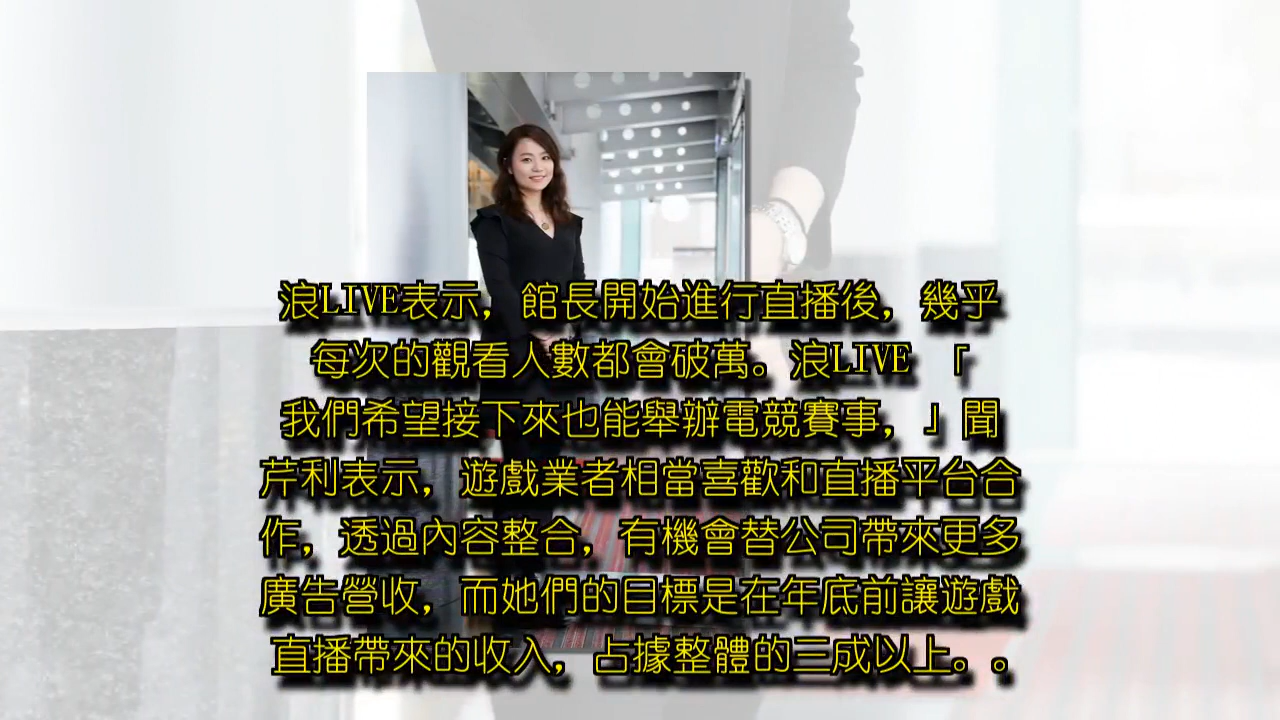 浪LIVE表示，館長開始進行直播後，幾乎
每次的觀看人數都會破萬。浪LIVE 「
我們希望接下來也能舉辦電競賽事，』聞
芹利表示，遊戲業者相當喜歡和直播平台合
作，透過內容整合，有機會替公司帶來更多
廣告營收，而她們的目標是在年底前讓遊戲
直播帶來的收入，占據整體的三成以上。。